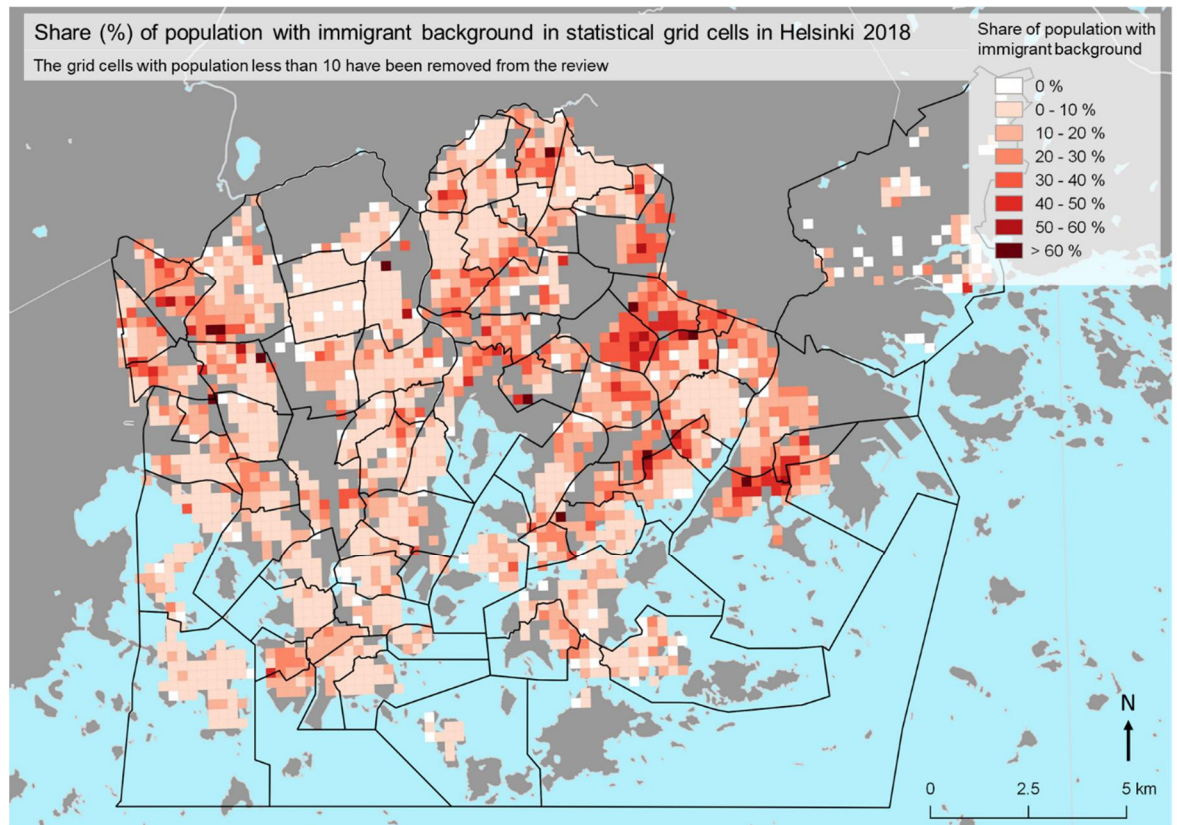 Share (%) of population with immigrant background in statistical grid cells in Helsinki 2018
The grid cells with population less than 10 have been removed from the review
Share of population with
immigrant background
0 %
0 - 10 %
10 - 20 %
20 - 30 %
30 - 40 %
40 - 50 %
50 - 60 %
> 60 %
N
0 2.5 5 km